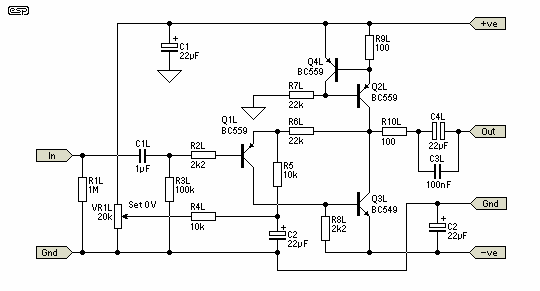 esp
+ve
C1
22µF
R9L
100
Q4L
BC559
Q2L
BC559
R7L
22k
Q1L
BC559
R6L
22k
R10L
100
C4L
22µF
Out
C3L
100nF
In
C1L
1µF
R2L
2k2
R5
10k
R1L
1M
R3L
100k
VR1L
20k
Set 0V
R4L
10k
Q3L
BC549
Gnd
R8L
2k2
C2
22µF
C2
22µF
Gnd
-ve